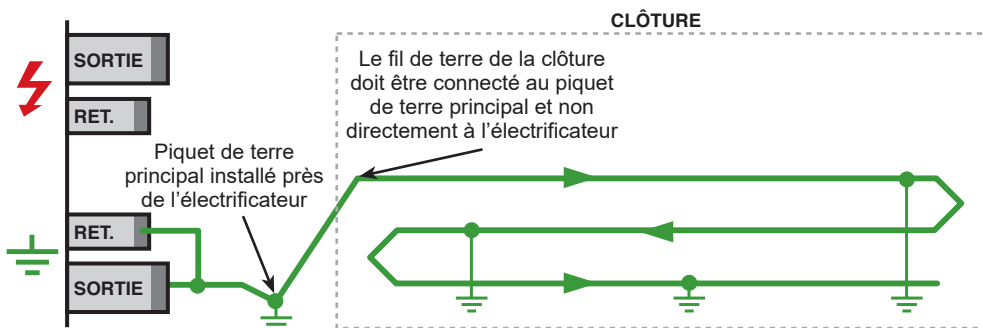 CLÔTURE
SORTIE
RET.
Le fil de terre de la clôture
doit être connecté au piquet
de terre principal et non
directement à l’électrificateur
Piquet de terre
principal installé près
de l’électrificateur
RET.
SORTIE